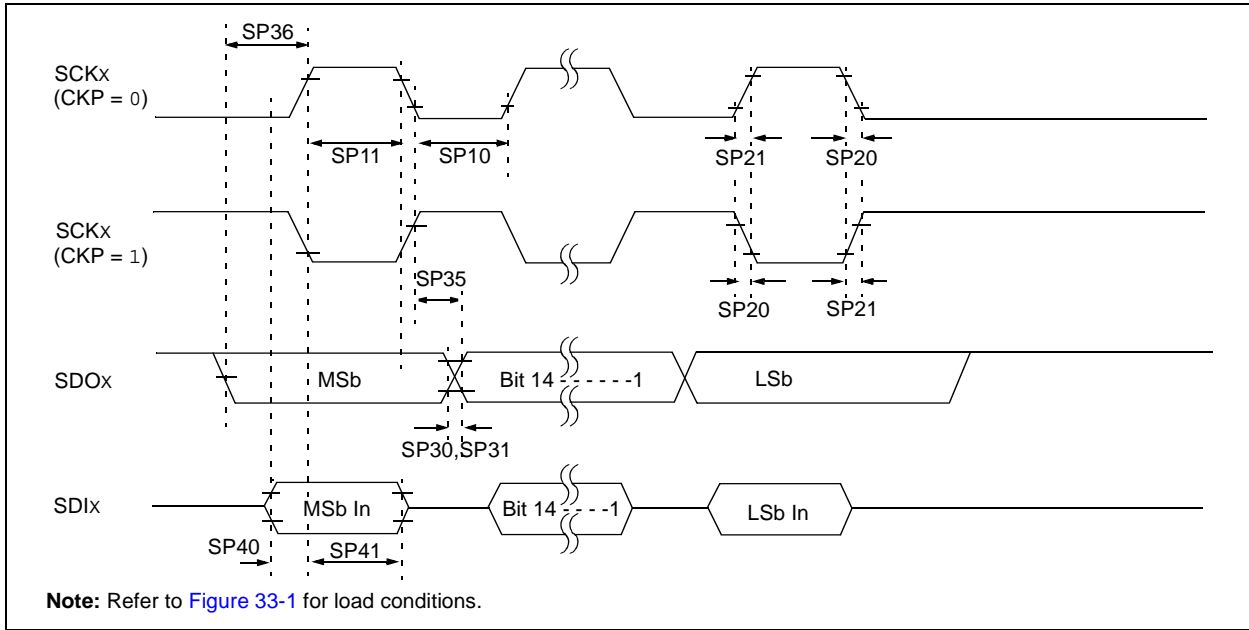 SP36
SCKX
(CKP = 0)
SP11
SP10
SP21
SP20
SCKX
(CKP = 1)
SP35
SP20
SP21
SDOX
MSb
Bit 14 - - - - - -1
LSb
SP30,SP31
SDIX
MSb In
Bit 14 - - - -1
LSb In
SP40
SP41
Note: Refer to Figure 33-1 for load conditions.